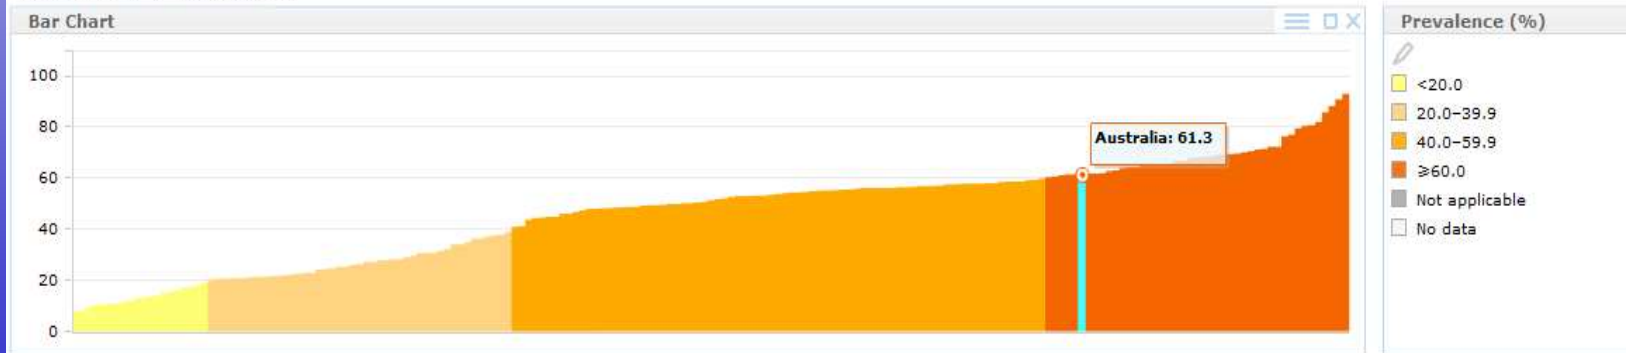 Bar Chart
Prevalence (%)
100
80
60
40
20
0
Australia: 61.3
<20.0
20.0–39.9
40.0–59.9
≥60.0
Not applicable
No data